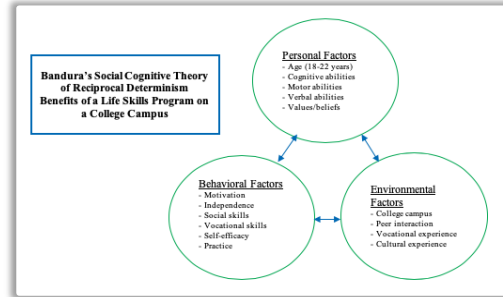 Bandura's Social Cognitive Theory
of Reciprocal Determinism
Benefits of a Life Skills Program on
a College Campus
Personal Factors
- Age (18-22 years)
- Cognitive abilities
- Motor abilities
- Verbal abilities
- Values/beliefs
Behavioral Factors
- Motivation
- Independence
- Social skills
- Vocational skills
- Self-efficacy
- Practice
Environmental
Factors
- College campus
- Peer interaction
- Vocational experience
- Cultural experience